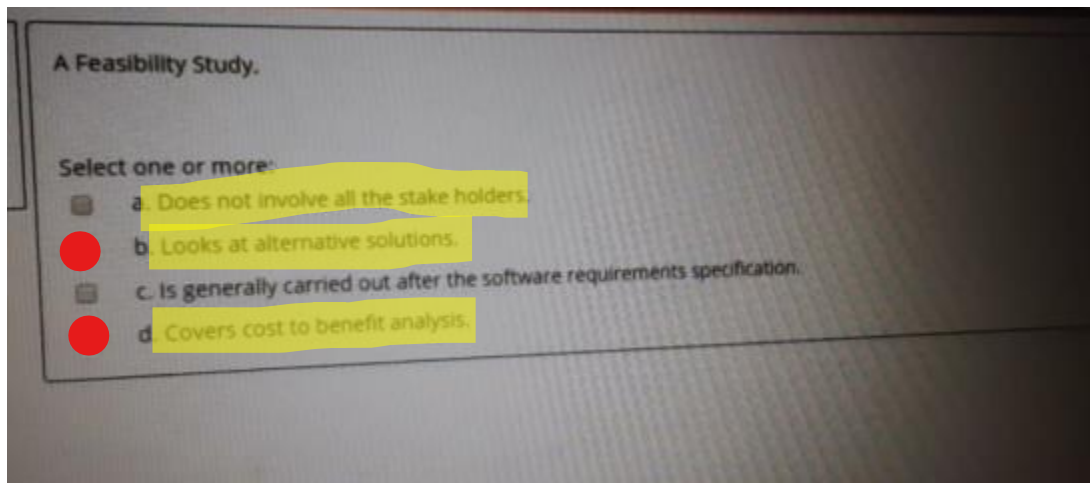 A Feasibility Study.
Select one or more:
a. Does not involve all the stake holders.
b. Looks at alternative solutions.
c. Is generally carried out after the software requirements specification.
d. Covers cost to benefit analysis.